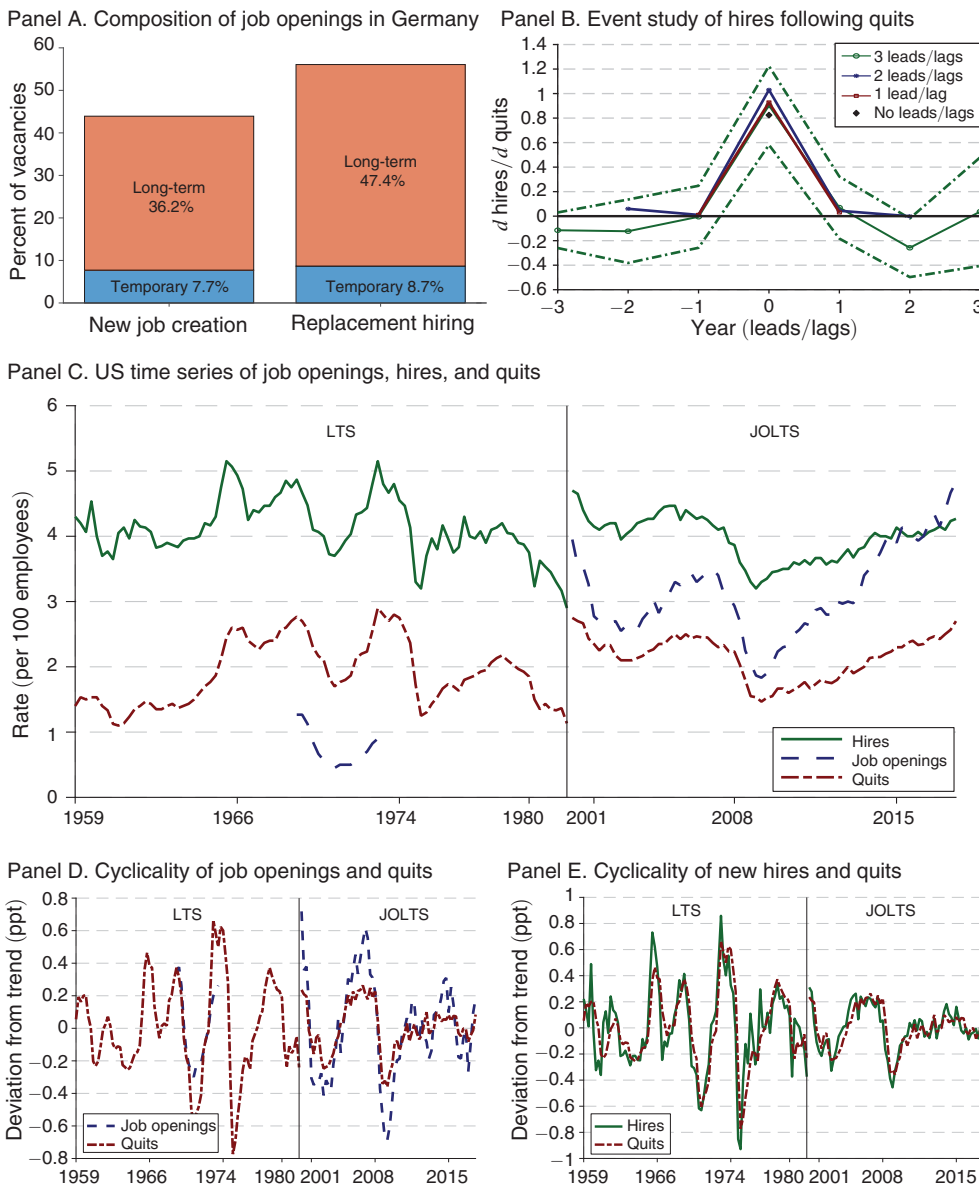 Panel A. Composition of job openings in Germany
60
50
40
30
20
10
0
Percent of vacancies
Long-term
36.2%
Temporary 7.7%
Long-term
47.4%
Temporary 8.7%
New job creation
Replacement hiring
Panel B. Event study of hires following quits
1.4
1.2
1
0.8
0.6
0.4
0.2
0
−0.2
−0.4
−0.6
d hires/d quits
3 leads/lags
2 leads/lags
1 lead/lag
No leads/lags
−3 −2 −1 0 1 2 3
Year (leads/lags)
Panel C. US time series of job openings, hires, and quits
6
5
4
3
2
1
0
Rate (per 100 employees)
LTS
JOLTS
Hires
Job openings
Quits
1959 1966 1974 1980 2001 2008 2015
Panel D. Cyclicality of job openings and quits
0.8
0.6
0.4
0.2
0
−0.2
−0.4
−0.6
−0.8
Deviation from trend (ppt)
LTS
JOLTS
Job openings
Quits
1959 1966 1974 1980 2001 2008 2015
Panel E. Cyclicality of new hires and quits
1
0.8
0.6
0.4
0.2
0
−0.2
−0.4
−0.6
−0.8
−1
Deviation from trend (ppt)
LTS
JOLTS
Hires
Quits
1959 1966 1974 1980 2001 2008 2015